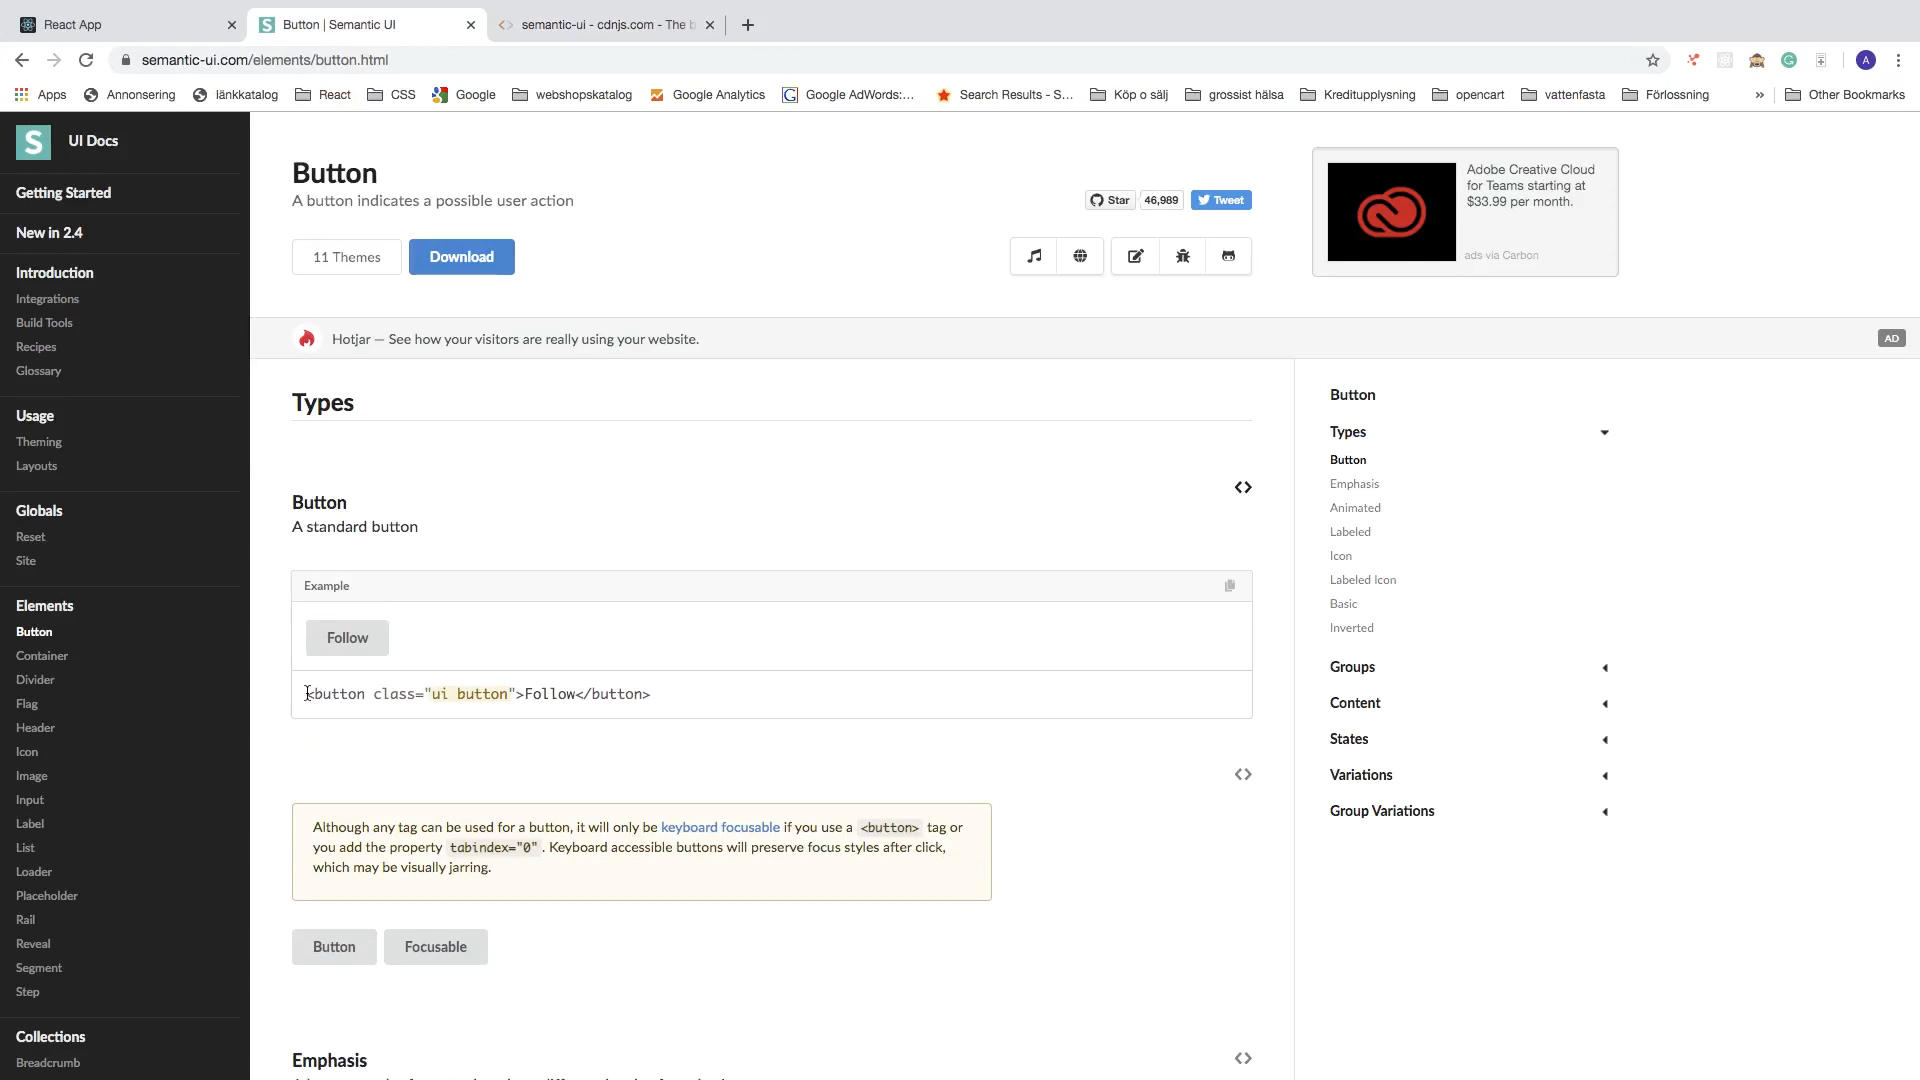 React App
Button | Semantic UI
semantic-ui - cdnjs.com - The b
semantic-ui.com/elements/button.html
A
Apps
Annonsering
länkkatalog
React
CSS
Google
webshopskatalog
Google Analytics
Google AdWords:...
Search Results - S...
Köp o sälj
grossist hälsa
Kreditupplysning
opencart
vattenfasta
Förlossning
»
Other Bookmarks
S
UI Docs
Getting Started
New in 2.4
Introduction
Integrations
Build Tools
Recipes
Glossary
Usage
Theming
Layouts
Globals
Reset
Site
Elements
Button
Container
Divider
Flag
Header
Icon
Image
Input
Label
List
Loader
Placeholder
Rail
Reveal
Segment
Step
Collections
Breadcrumb
Button
A button indicates a possible user action
Star
46,989
Tweet
11 Themes
Download
Adobe Creative Cloud
for Teams starting at
$33.99 per month.
ads via Carbon
Hotjar — See how your visitors are really using your website.
AD
Types
Button
A standard button
Example
Follow
<button class="ui button">Follow</button>
Although any tag can be used for a button, it will only be keyboard focusable if you use a <button> tag or
you add the property tabindex="0" . Keyboard accessible buttons will preserve focus styles after click,
which may be visually jarring.
Button
Focusable
Emphasis
Button
Types
Button
Emphasis
Animated
Labeled
Icon
Labeled Icon
Basic
Inverted
Groups
Content
States
Variations
Group Variations